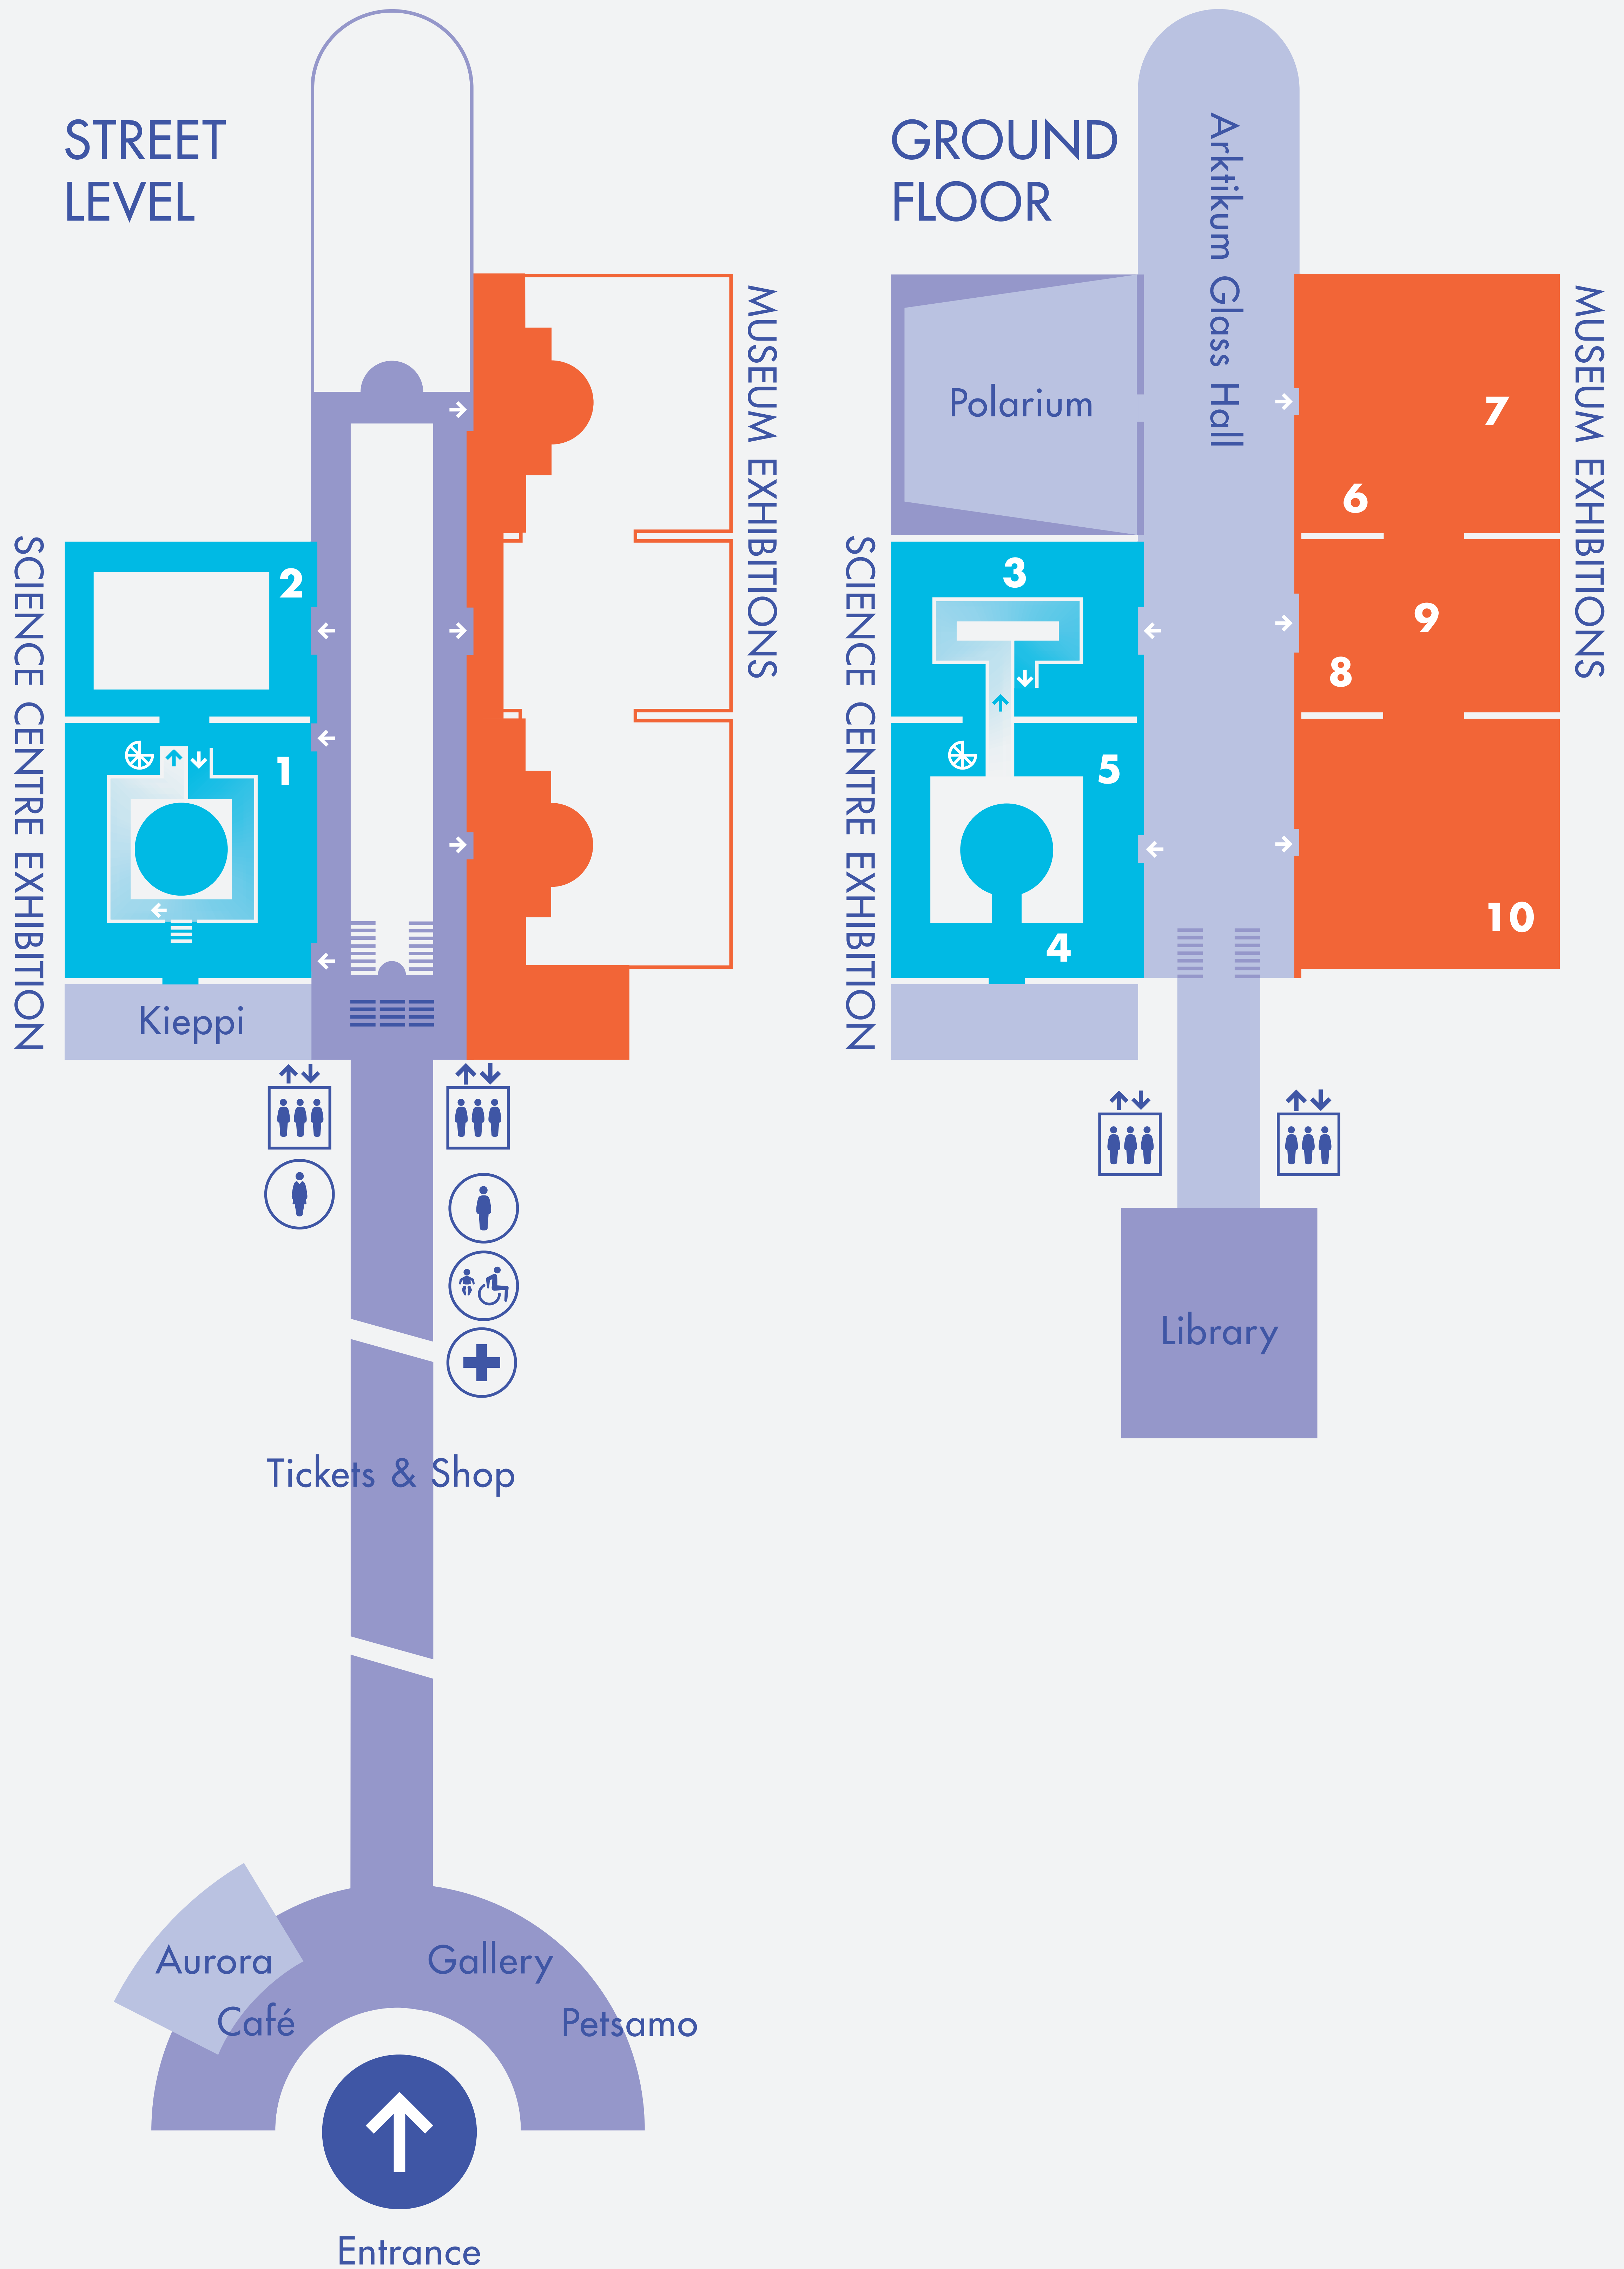 STREET
LEVEL
MUSEUM EXHIBITIONS
SCIENCE CENTRE EXHIBITION
2
1
Kieppi
Tickets & Shop
Aurora
Café
Gallery
Petsamo
Entrance
GROUND
FLOOR
Arktikum Glass Hall
MUSEUM EXHIBITIONS
SCIENCE CENTRE EXHIBITION
Polarium
7
6
3
9
8
5
4
10
Library